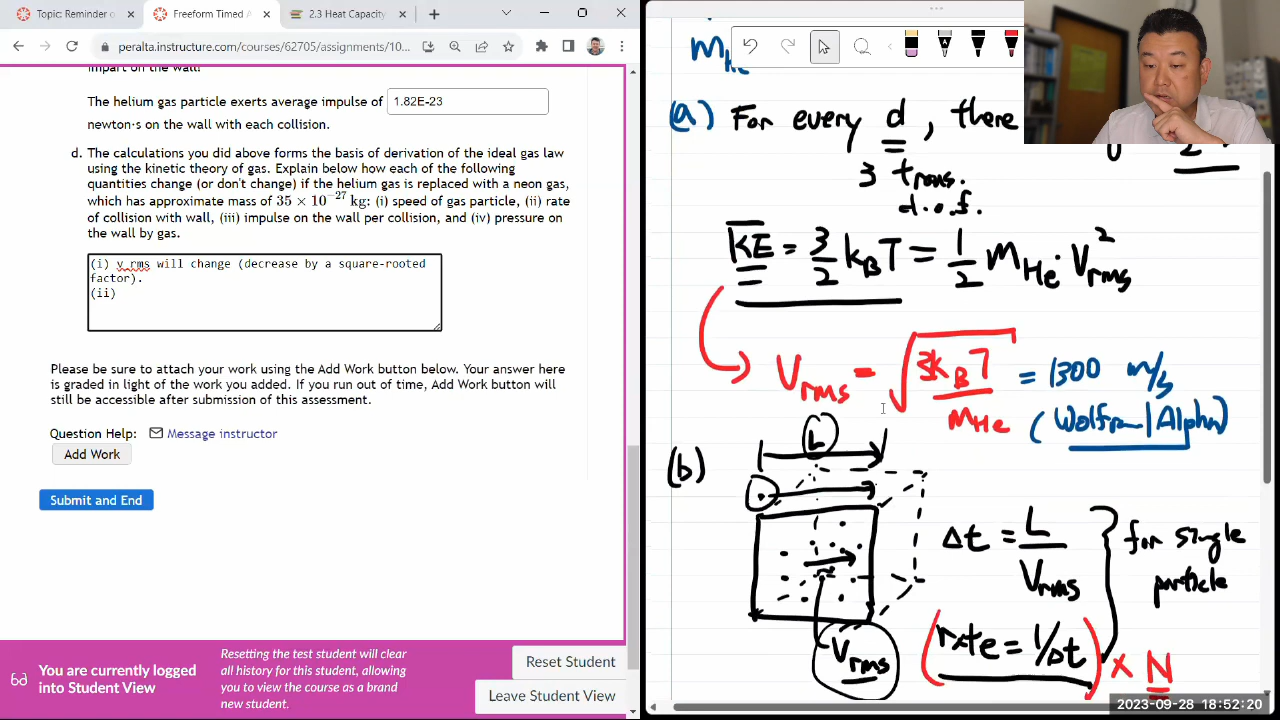 Topic Reminder o
Freeform Timed A
2.3 Heat Capacity
peralta.instructure.com/courses/62707/assignments/10...
impact on the wall.
The helium gas particle exerts average impulse of 1.82E-23
newton·s on the wall with each collision.
d. The calculations you did above forms the basis of derivation of the ideal gas law
using the kinetic theory of gas. Explain below how each of the following
quantities change (or don't change) if the helium gas is replaced with a neon gas,
which has approximate mass of 35 × 10⁻²⁷ kg: (i) speed of gas particle, (ii) rate
of collision with wall, (iii) impulse on the wall per collision, and (iv) pressure on
the wall by gas.
(i) v_rms will change (decrease by a square-rooted
factor).
(ii)
Please be sure to attach your work using the Add Work button below. Your answer here
is graded in light of the work you added. If you run out of time, Add Work button will
still be accessible after submission of this assessment.
Question Help: Message instructor
Add Work
Submit and End
You are currently logged
into Student View
Resetting the test student will clear
all history for this student, allowing
you to view the course as a brand
new student.
Reset Student
Leave Student View
m_He
(a) For every d, there
3 trans.
d.o.f.
KE = 3/2 k_B T = 1/2 m_He · V_rms²
V_rms = √(3k_B T / m_He) = 1300 m/s
(Wolfram|Alpha)
(b)
L
Δt = L / V_rms
for single
particle
V_rms
(rate = 1/Δt) × N
2023-09-28 18:52:20